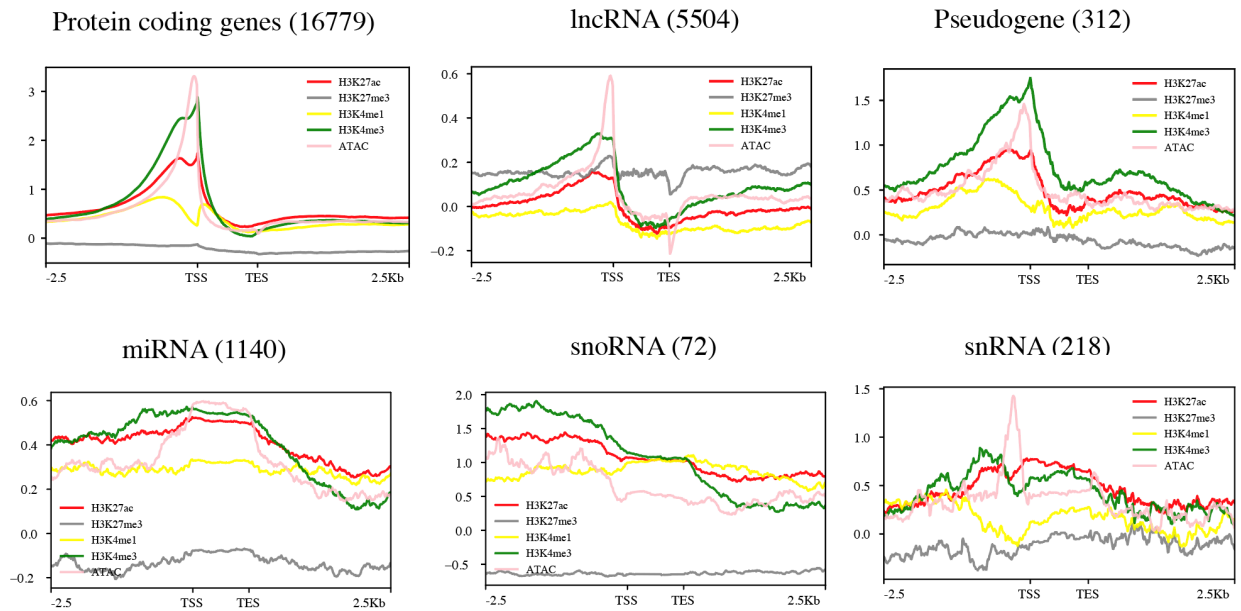 Protein coding genes (16779)
3
2
1
0
H3K27ac
H3K27me3
H3K4me1
H3K4me3
ATAC
-2.5 TSS TES 2.5Kb
lncRNA (5504)
0.6
0.4
0.2
0.0
−0.2
H3K27ac
H3K27me3
H3K4me1
H3K4me3
ATAC
-2.5 TSS TES 2.5Kb
Pseudogene (312)
1.5
1.0
0.5
0.0
H3K27ac
H3K27me3
H3K4me1
H3K4me3
ATAC
-2.5 TSS TES 2.5Kb
miRNA (1140)
0.6
0.4
0.2
0.0
−0.2
H3K27ac
H3K27me3
H3K4me1
H3K4me3
ATAC
-2.5 TSS TES 2.5Kb
snoRNA (72)
2.0
1.5
1.0
0.5
0.0
−0.5
H3K27ac
H3K27me3
H3K4me1
H3K4me3
ATAC
-2.5 TSS TES 2.5Kb
snRNA (218)
1.5
1.0
0.5
0.0
H3K27ac
H3K27me3
H3K4me1
H3K4me3
ATAC
-2.5 TSS TES 2.5Kb